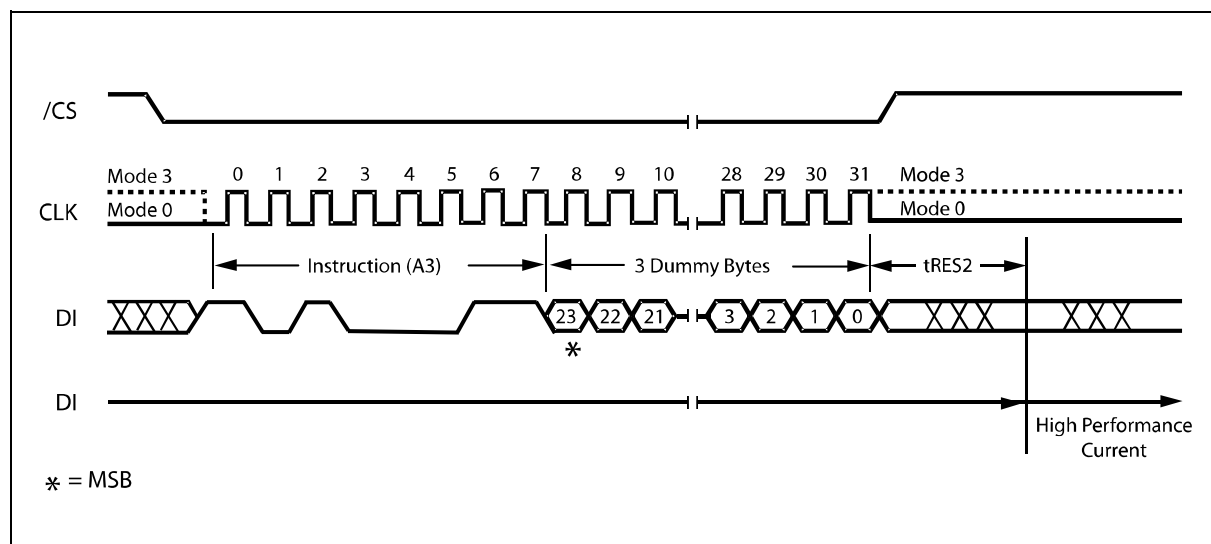 /CS
Mode 3
0 1 2 3 4 5 6 7 8 9 10 28 29 30 31
Mode 3
CLK
Mode 0
Mode 0
Instruction (A3)
3 Dummy Bytes
tRES2
DI
23 22 21 3 2 1 0
*
DI
High Performance
Current
* = MSB